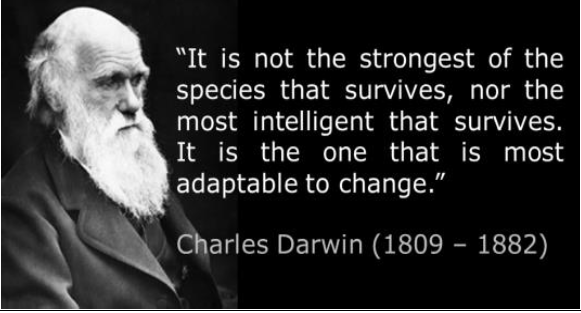 “It is not the strongest of the
species that survives, nor the
most intelligent that survives.
It is the one that is most
adaptable to change.”
Charles Darwin (1809 – 1882)